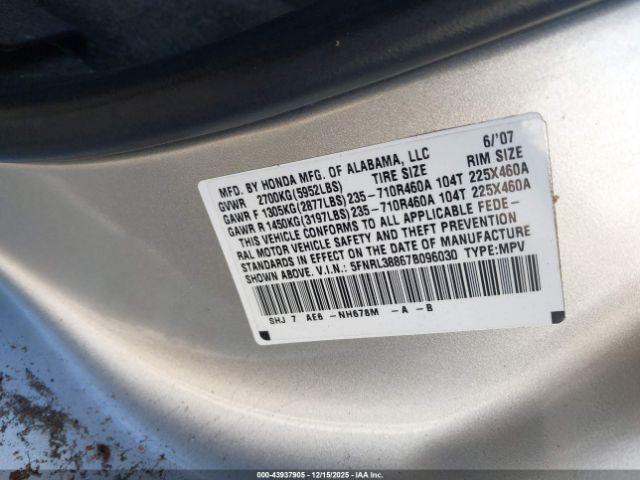 MFD. BY HONDA MFG. OF ALABAMA, LLC 6/'07
GVWR 2700KG(5952LBS) TIRE SIZE RIM SIZE
GAWR F 1305KG(2877LBS) 235-710R460A 104T 225X460A
GAWR R 1450KG(3197LBS) 235-710R460A 104T 225X460A
THIS VEHICLE CONFORMS TO ALL APPLICABLE FEDE-
RAL MOTOR VEHICLE SAFETY AND THEFT PREVENTION
STANDARDS IN EFFECT ON THE DATE OF MANUFACTURE
SHOWN ABOVE. V.I.N.: 5FNRL38867B096030 TYPE:MPV
SHJ 7 AE6 -NH678M -A -B
000-43937905 - 12/15/2025 - IAAI.COM